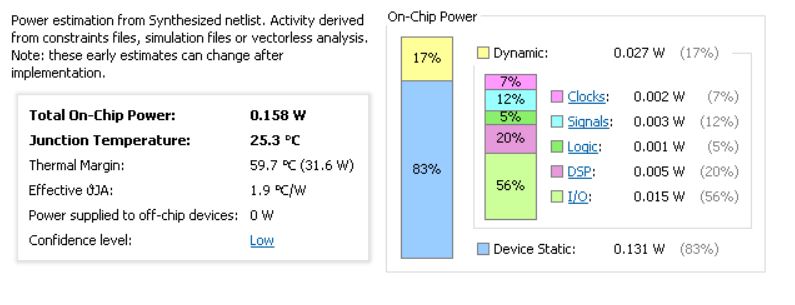 Power estimation from Synthesized netlist. Activity derived
from constraints files, simulation files or vectorless analysis.
Note: these early estimates can change after
implementation.
Total On-Chip Power: 0.158 W
Junction Temperature: 25.3 °C
Thermal Margin: 59.7 °C (31.6 W)
Effective ϑJA: 1.9 °C/W
Power supplied to off-chip devices: 0 W
Confidence level: Low
On-Chip Power
17%
83%
Dynamic: 0.027 W (17%)
7%
12%
5%
20%
56%
Clocks: 0.002 W (7%)
Signals: 0.003 W (12%)
Logic: 0.001 W (5%)
DSP: 0.005 W (20%)
I/O: 0.015 W (56%)
Device Static: 0.131 W (83%)